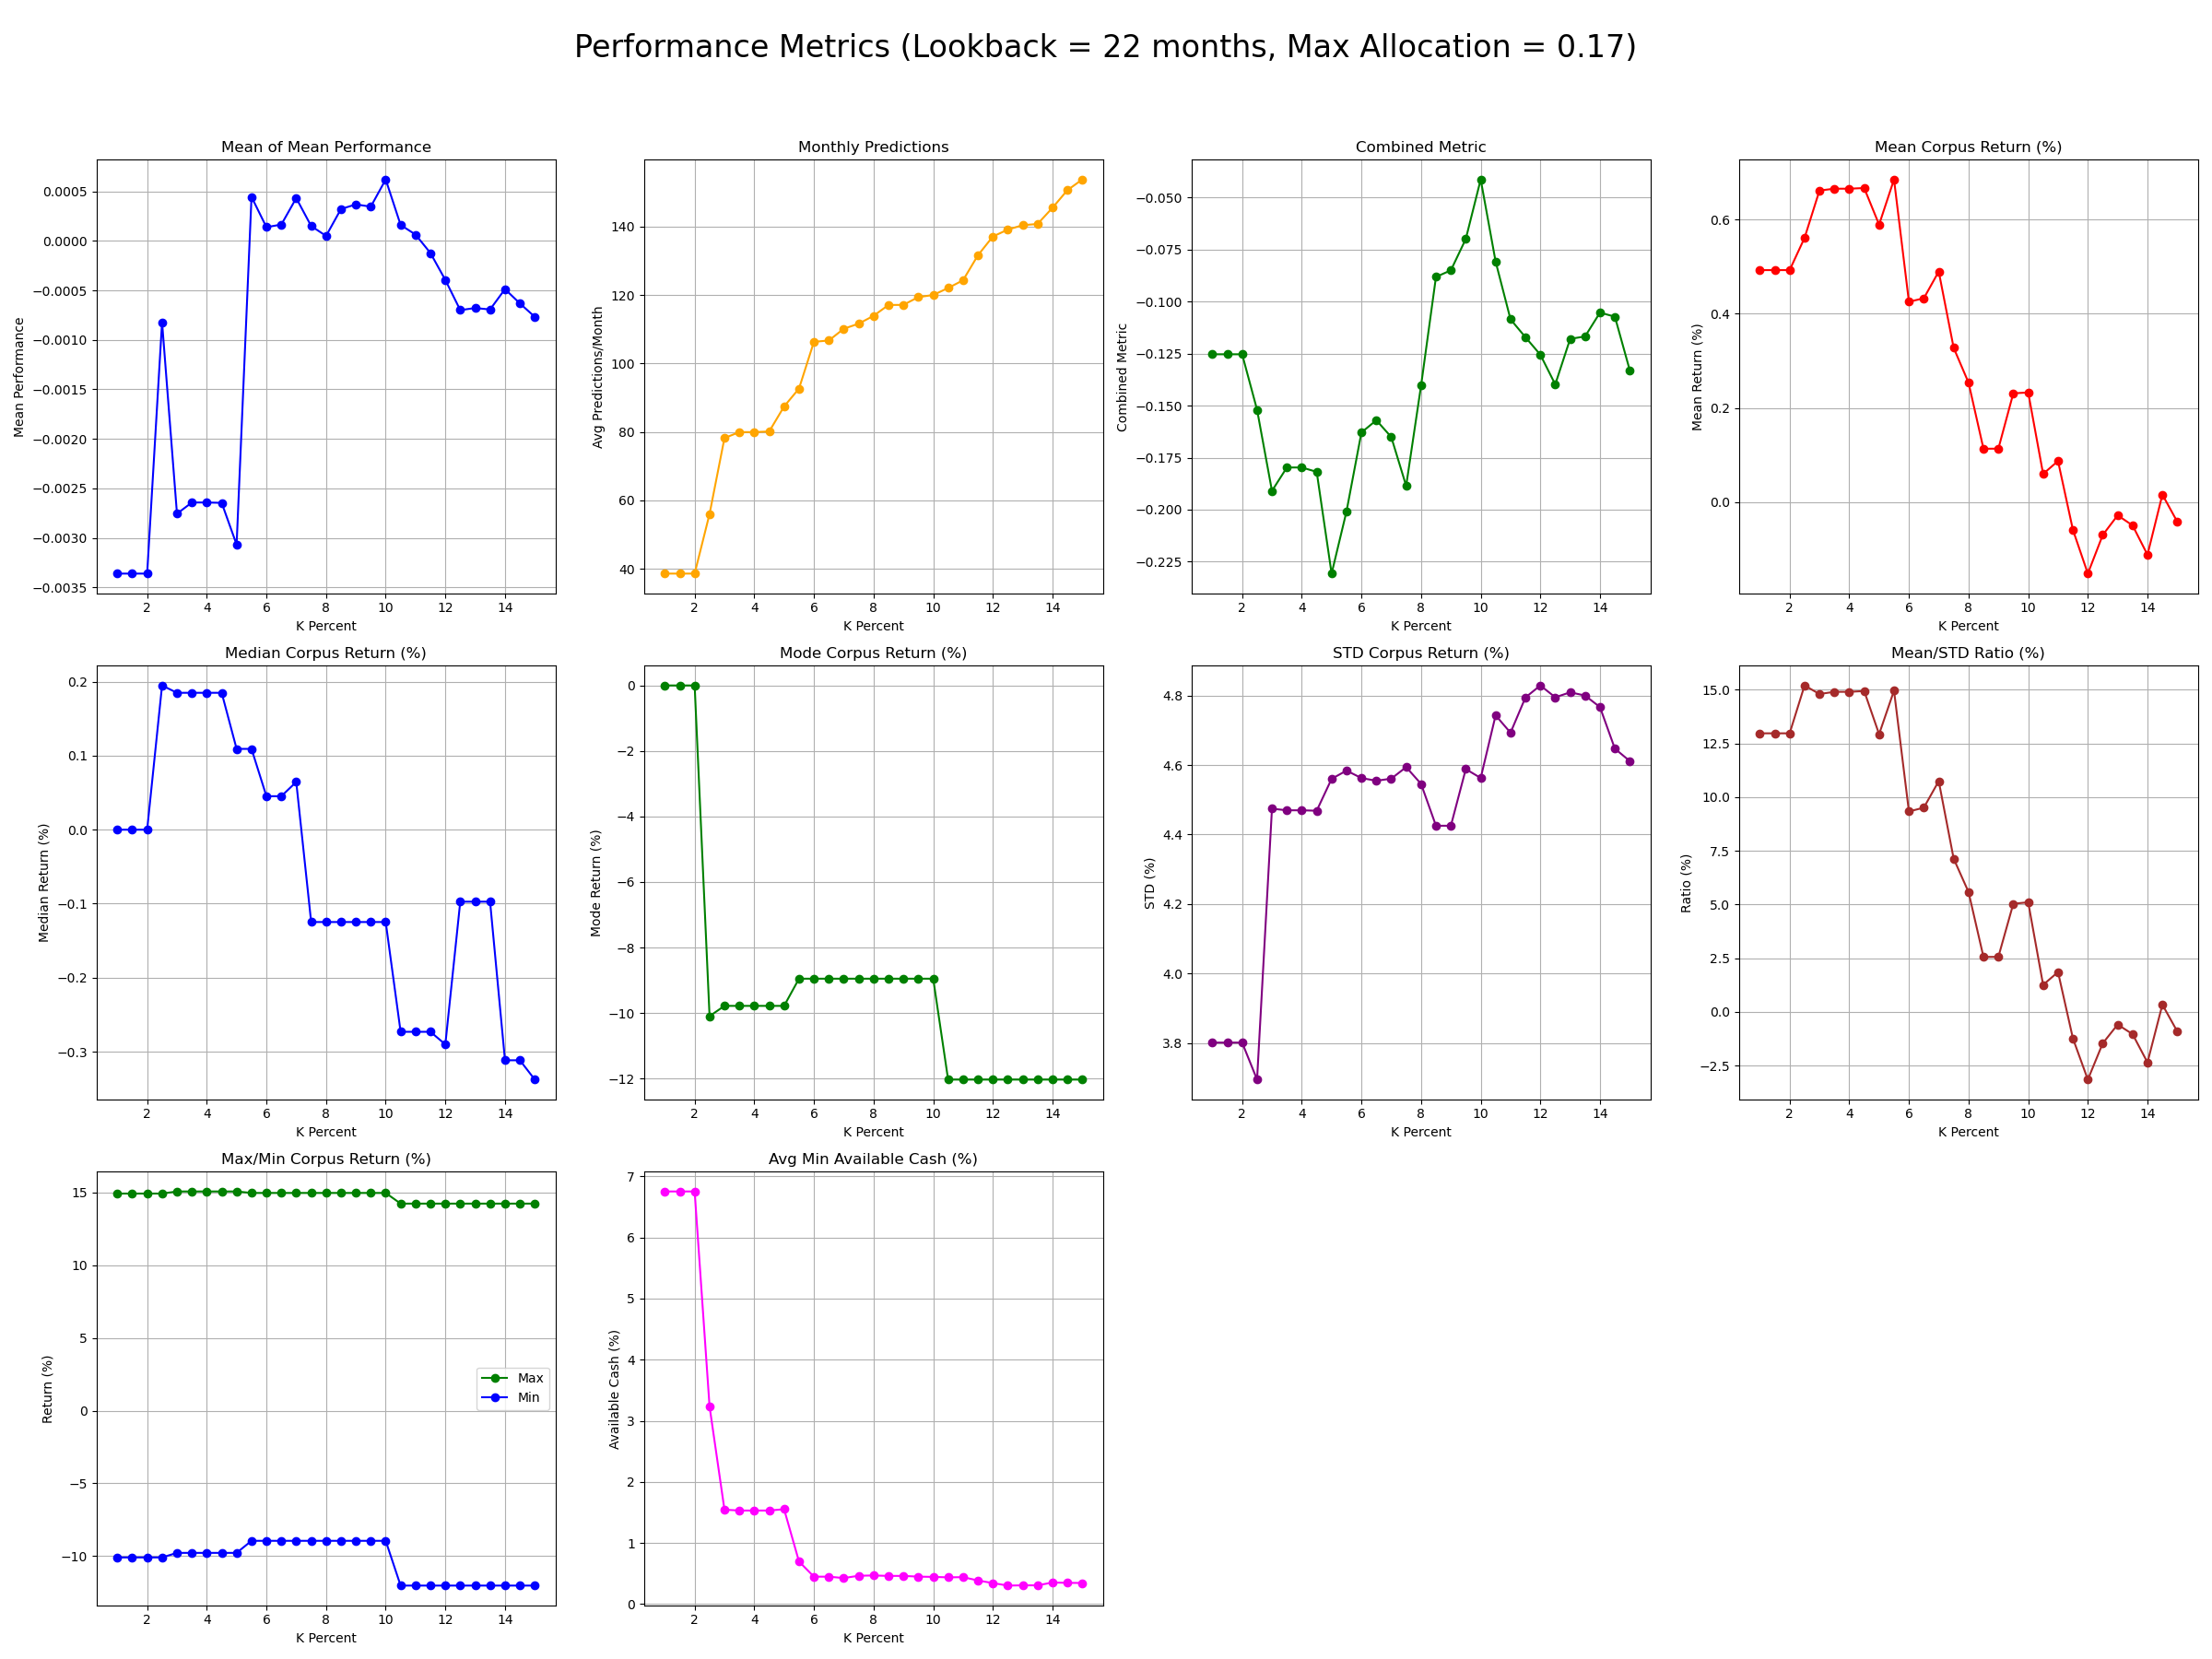 Performance Metrics (Lookback = 22 months, Max Allocation = 0.17)
Mean of Mean Performance
Mean Performance
0.0005
0.0000
−0.0005
−0.0010
−0.0015
−0.0020
−0.0025
−0.0030
−0.0035
2 4 6 8 10 12 14
K Percent
Monthly Predictions
Avg Predictions/Month
140
120
100
80
60
40
2 4 6 8 10 12 14
K Percent
Combined Metric
Combined Metric
−0.050
−0.075
−0.100
−0.125
−0.150
−0.175
−0.200
−0.225
2 4 6 8 10 12 14
K Percent
Mean Corpus Return (%)
Mean Return (%)
0.6
0.4
0.2
0.0
2 4 6 8 10 12 14
K Percent
Median Corpus Return (%)
Median Return (%)
0.2
0.1
0.0
−0.1
−0.2
−0.3
2 4 6 8 10 12 14
K Percent
Mode Corpus Return (%)
Mode Return (%)
0
−2
−4
−6
−8
−10
−12
2 4 6 8 10 12 14
K Percent
STD Corpus Return (%)
STD (%)
4.8
4.6
4.4
4.2
4.0
3.8
2 4 6 8 10 12 14
K Percent
Mean/STD Ratio (%)
Ratio (%)
15.0
12.5
10.0
7.5
5.0
2.5
0.0
−2.5
2 4 6 8 10 12 14
K Percent
Max/Min Corpus Return (%)
Return (%)
15
10
5
0
−5
−10
Max
Min
2 4 6 8 10 12 14
K Percent
Avg Min Available Cash (%)
Available Cash (%)
7
6
5
4
3
2
1
0
2 4 6 8 10 12 14
K Percent